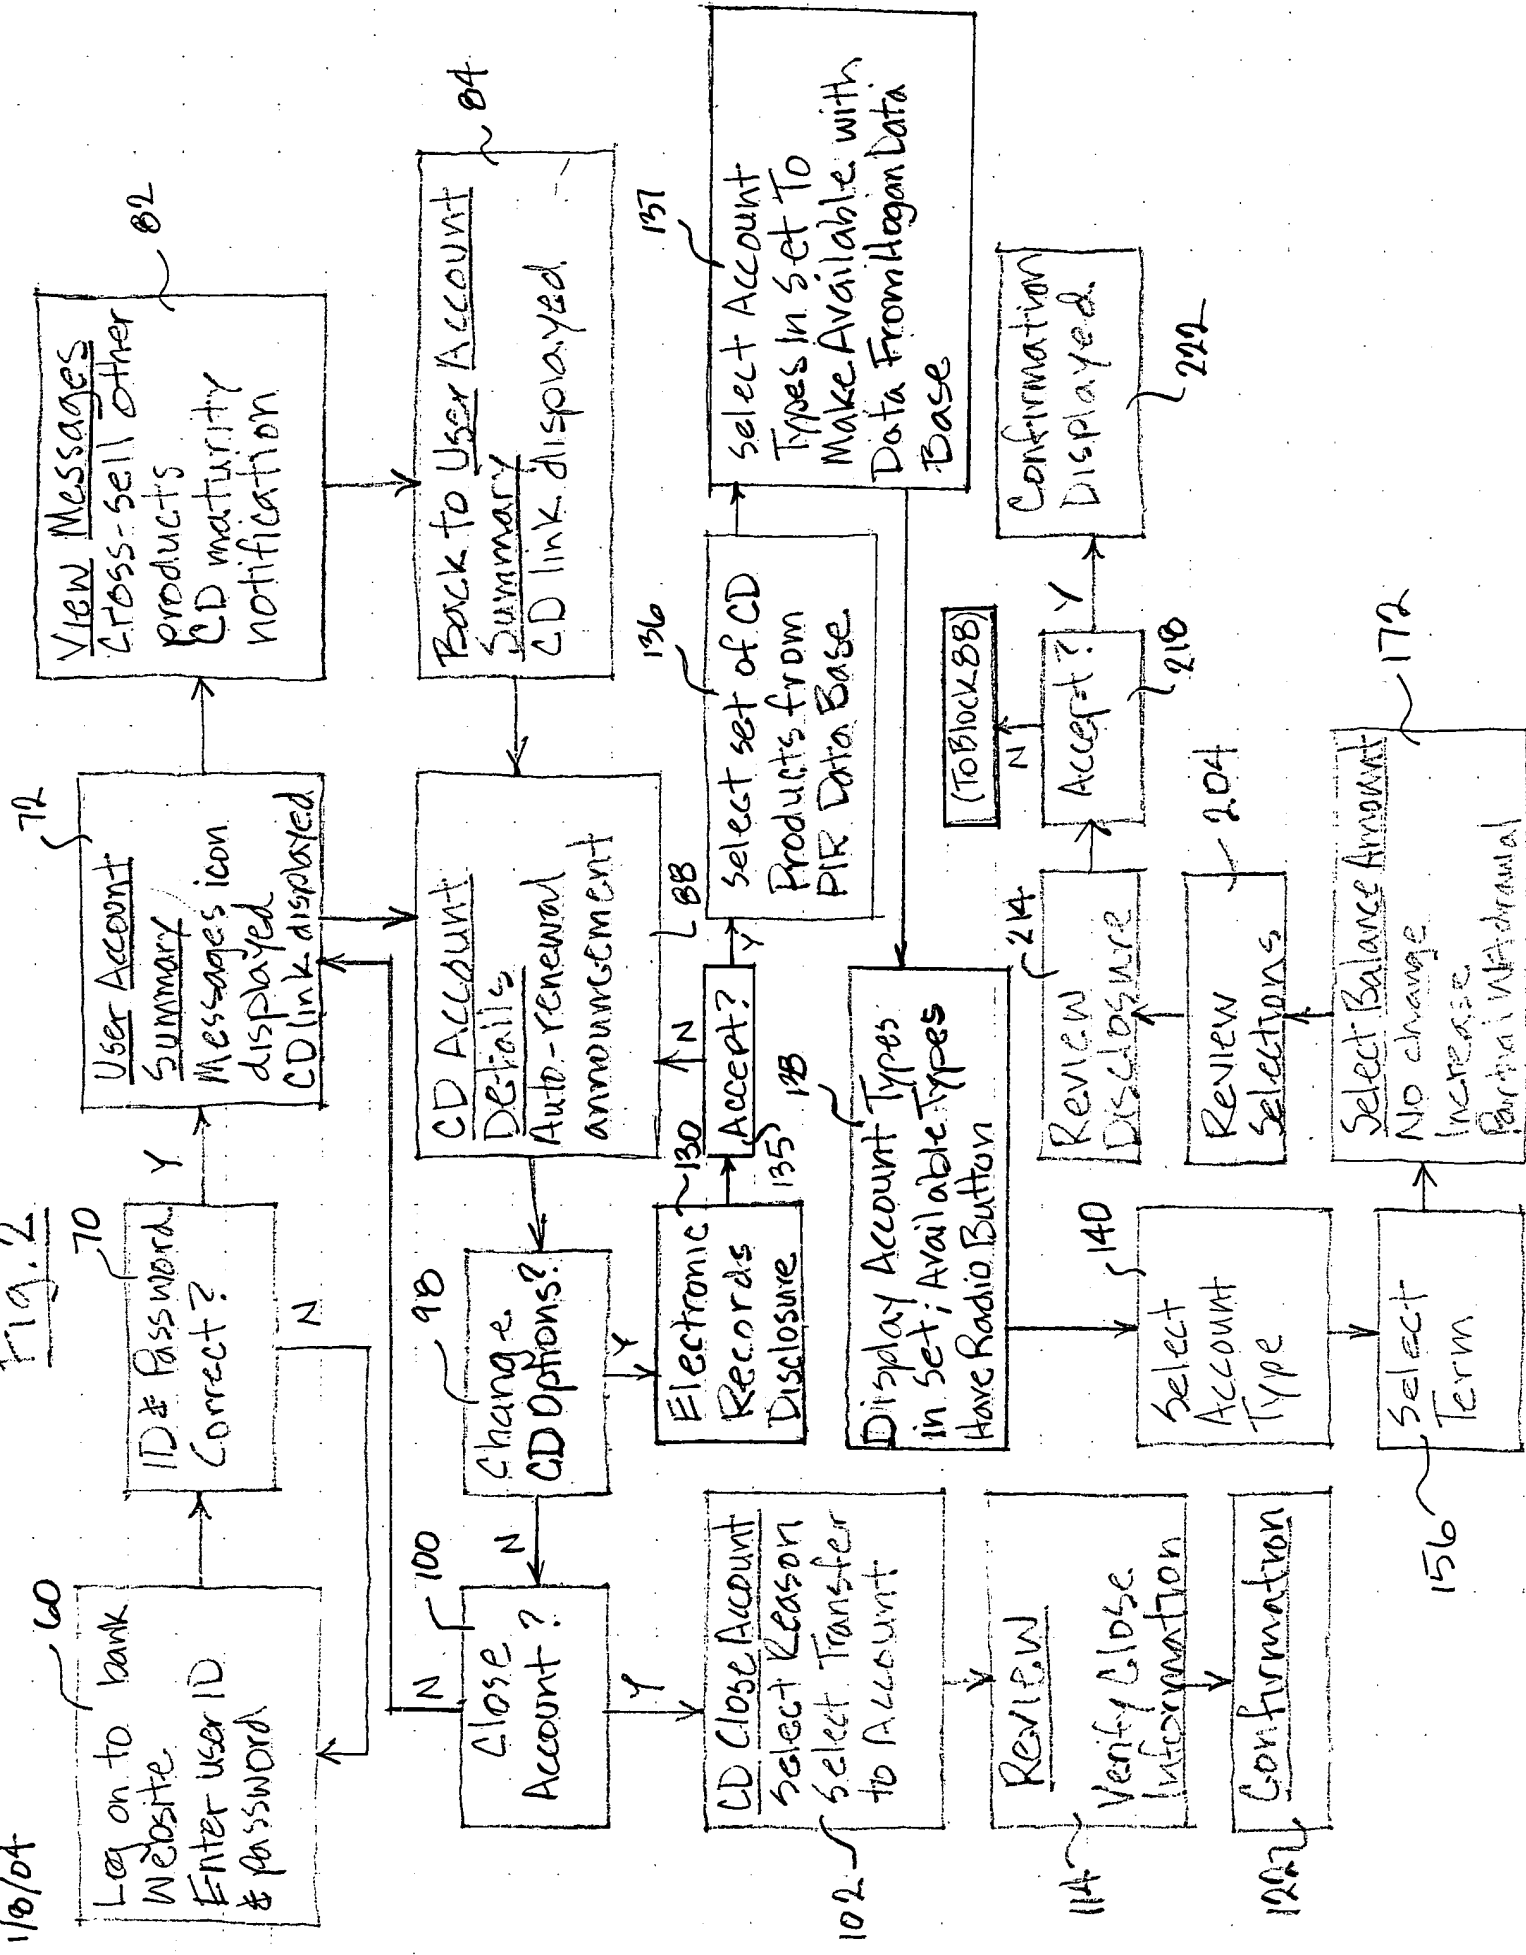 1/8/04
Fig. 2
60
Log on to bank
Website
Enter user ID
& password
70
ID & Password
Correct?
Y
N
72
User Account
Summary
Messages icon
displayed
CD link displayed
82
View Messages
Cross-sell other
products
CD maturity
notification
84
Back to User Account
Summary
CD link displayed
88
CD Account
Details
Auto-renewal
announcement
98
Change
CD Options?
N
Y
100
Close
Account?
N
Y
102
CD Close Account
Select Reason
Select Transfer
to Account
114
Review
Verify Close
Information
122
Confirmation
130
Electronic
Records
Disclosure
135
Accept?
N
Y
136
Select set of CD
Products from
PIR Data Base
137
Select Account
Types In Set To
Make Available with
Data From Hogan Data
Base
138
Display Account Types
in Set; Available Types
Have Radio Button
140
Select
Account
Type
156
Select
Term
172
Select Balance Amount
No change
Increase
Partial Withdrawal
204
Review
Selections
214
Review
Disclosure
218
Accept?
N
Y
(To Block 88)
222
Confirmation
Displayed